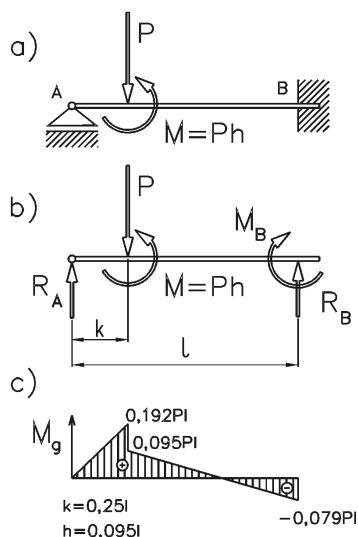 a)
P
A
B
M=Ph
b)
P
M_B
R_A
M=Ph
R_B
k
l
c)
M_g
0,192Pl
0,095Pl
+
−
k=0,25l
h=0,095l
−0,079Pl